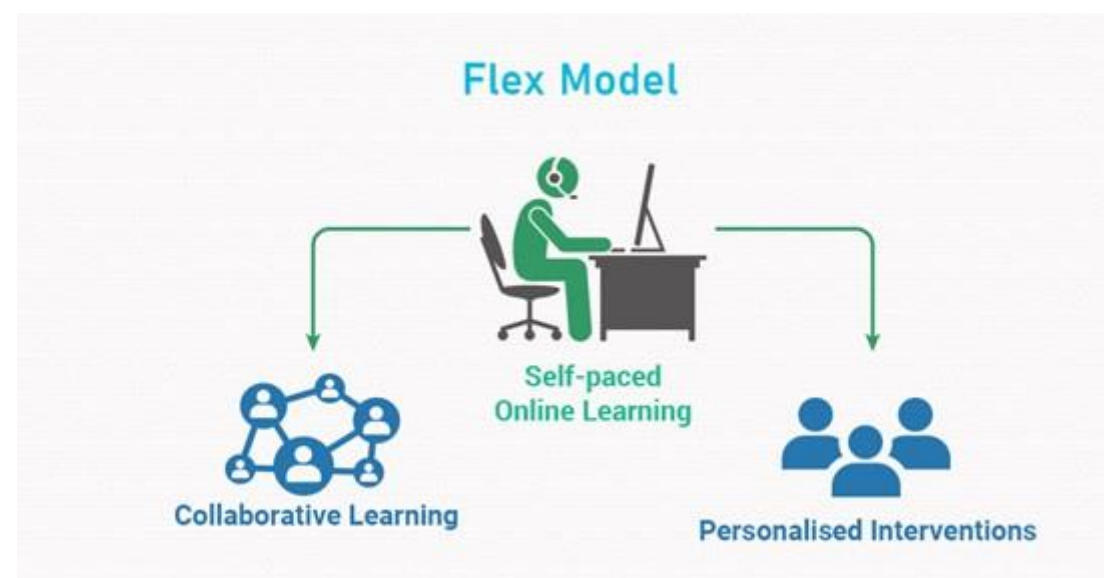 Flex Model
Self-paced
Online Learning
Collaborative Learning
Personalised Interventions